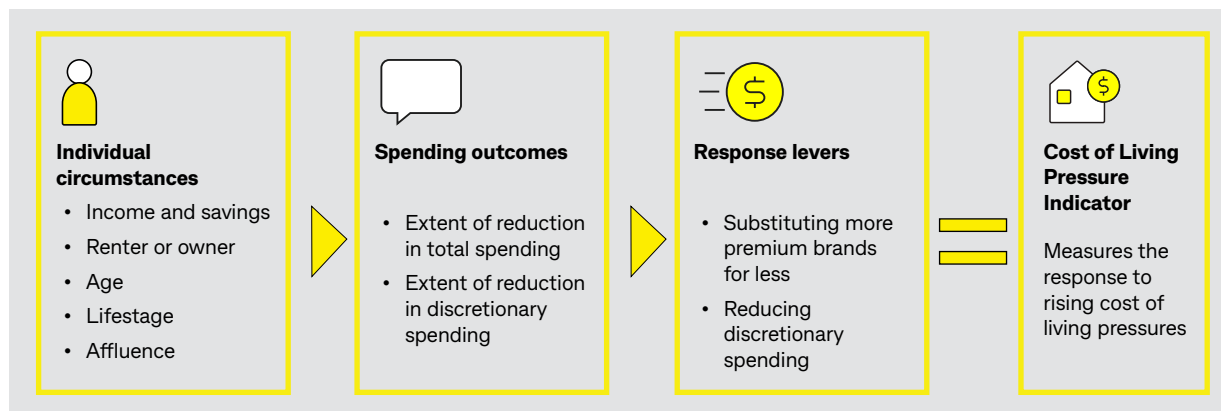 Individual
circumstances
• Income and savings
• Renter or owner
• Age
• Lifestage
• Affluence
Spending outcomes
• Extent of reduction
in total spending
• Extent of reduction
in discretionary
spending
$
Response levers
• Substituting more
premium brands
for less
• Reducing
discretionary
spending
$
Cost of Living
Pressure
Indicator
Measures the
response to
rising cost of
living pressures